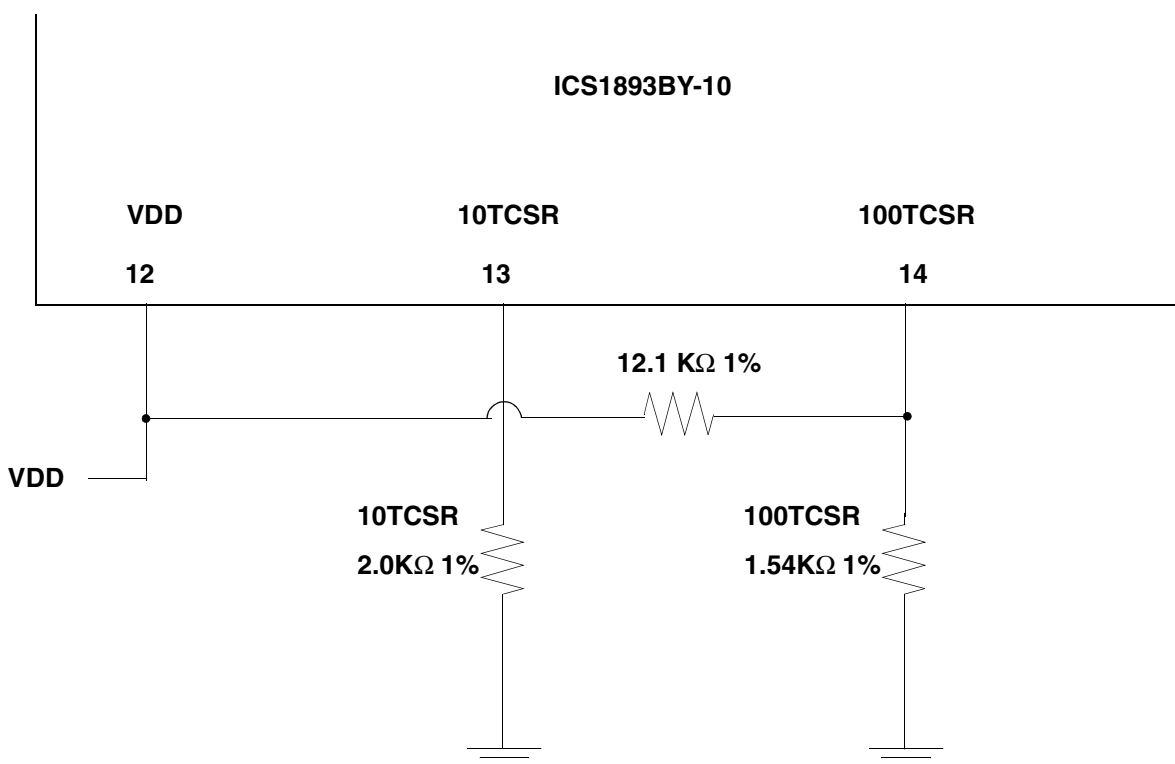 ICS1893BY-10
VDD 10TCSR 100TCSR
12 13 14
12.1 KΩ 1%
VDD
10TCSR 100TCSR
2.0KΩ 1% 1.54KΩ 1%